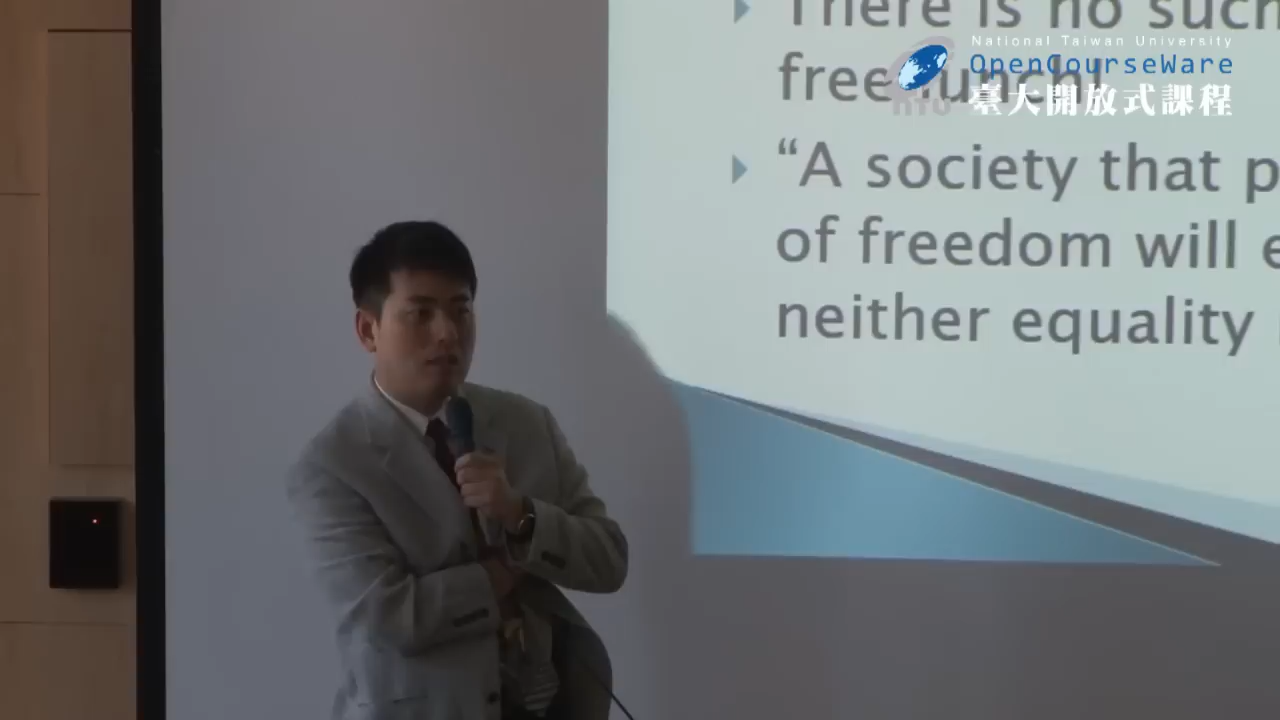 There is no such
National Taiwan University
OpenCourseWare
free lunch!
NTU
臺大開放式課程
“A society that p
of freedom will e
neither equality